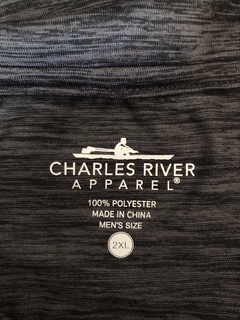 CHARLES RIVER
APPAREL®
100% POLYESTER
MADE IN CHINA
MEN'S SIZE
2XL